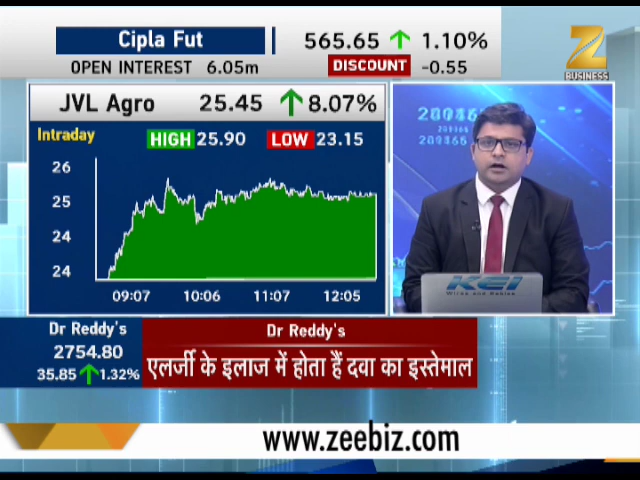 Cipla Fut 565.65 1.10%
OPEN INTEREST 6.05m DISCOUNT -0.55
Z
BUSINESS
JVL Agro 25.45 8.07%
Intraday HIGH 25.90 LOW 23.15
26
25
24
24
09:07 10:06 11:07 12:05
KEI
Wires and Cables
Dr Reddy's
2754.80
35.85 1.32%
Dr Reddy's
एलर्जी के इलाज में होता हैं दवा का इस्तेमाल
www.zeebiz.com